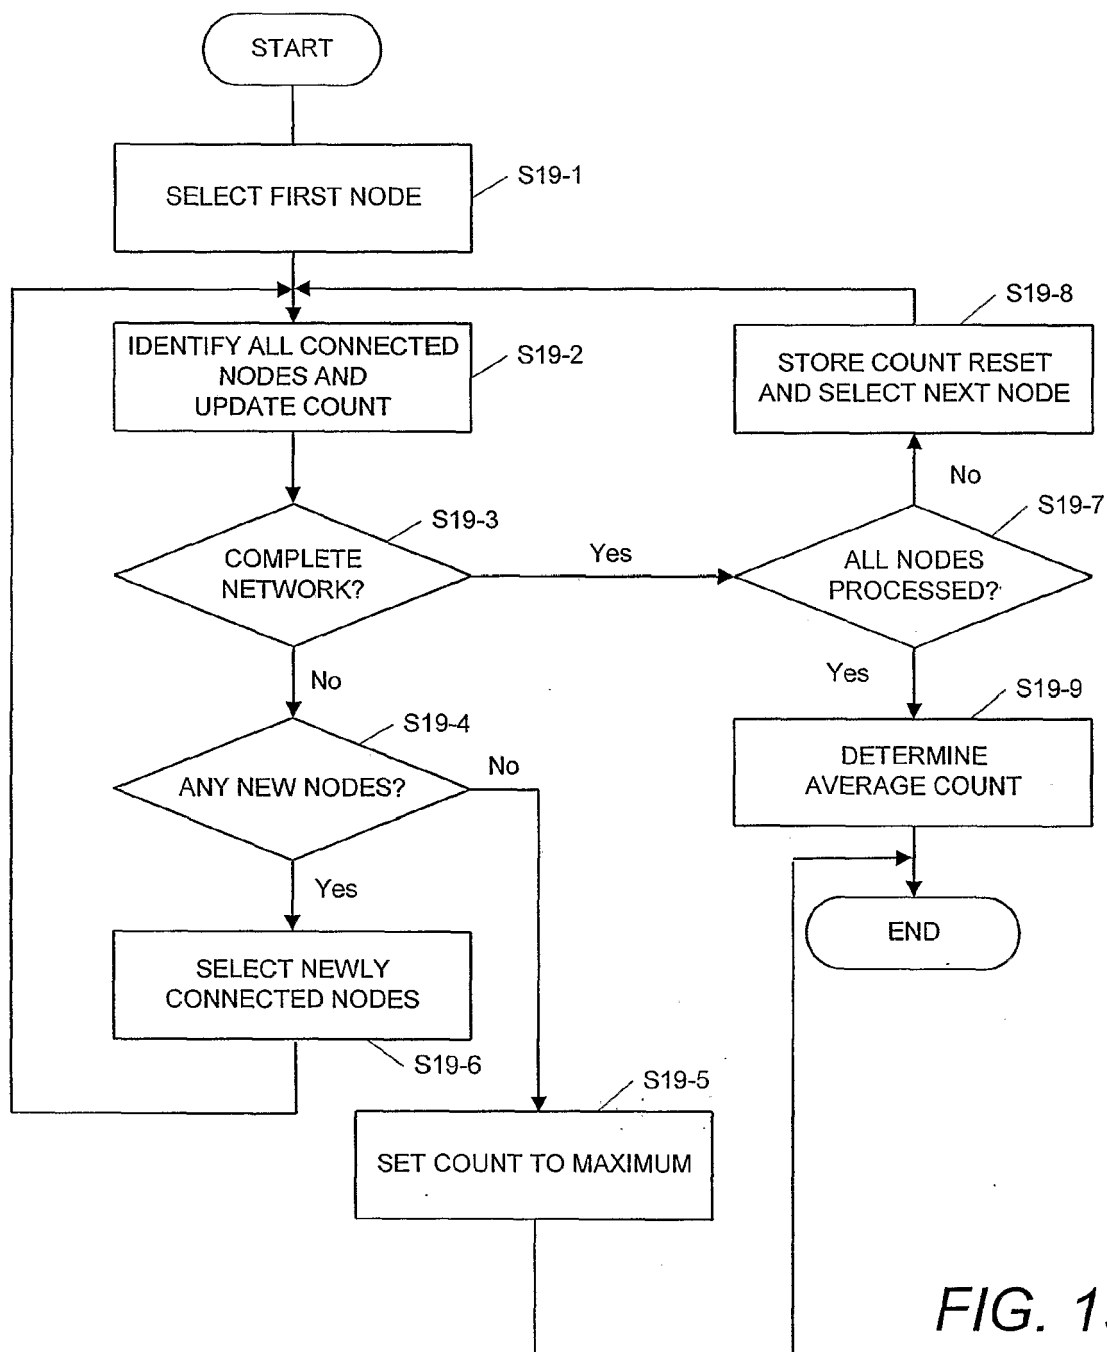 START
SELECT FIRST NODE
S19-1
IDENTIFY ALL CONNECTED
NODES AND
UPDATE COUNT
S19-2
S19-8
STORE COUNT RESET
AND SELECT NEXT NODE
No
S19-3
COMPLETE
NETWORK?
Yes
S19-7
ALL NODES
PROCESSED?
No
Yes
S19-4
ANY NEW NODES?
No
S19-9
DETERMINE
AVERAGE COUNT
Yes
END
SELECT NEWLY
CONNECTED NODES
S19-6
S19-5
SET COUNT TO MAXIMUM
FIG.